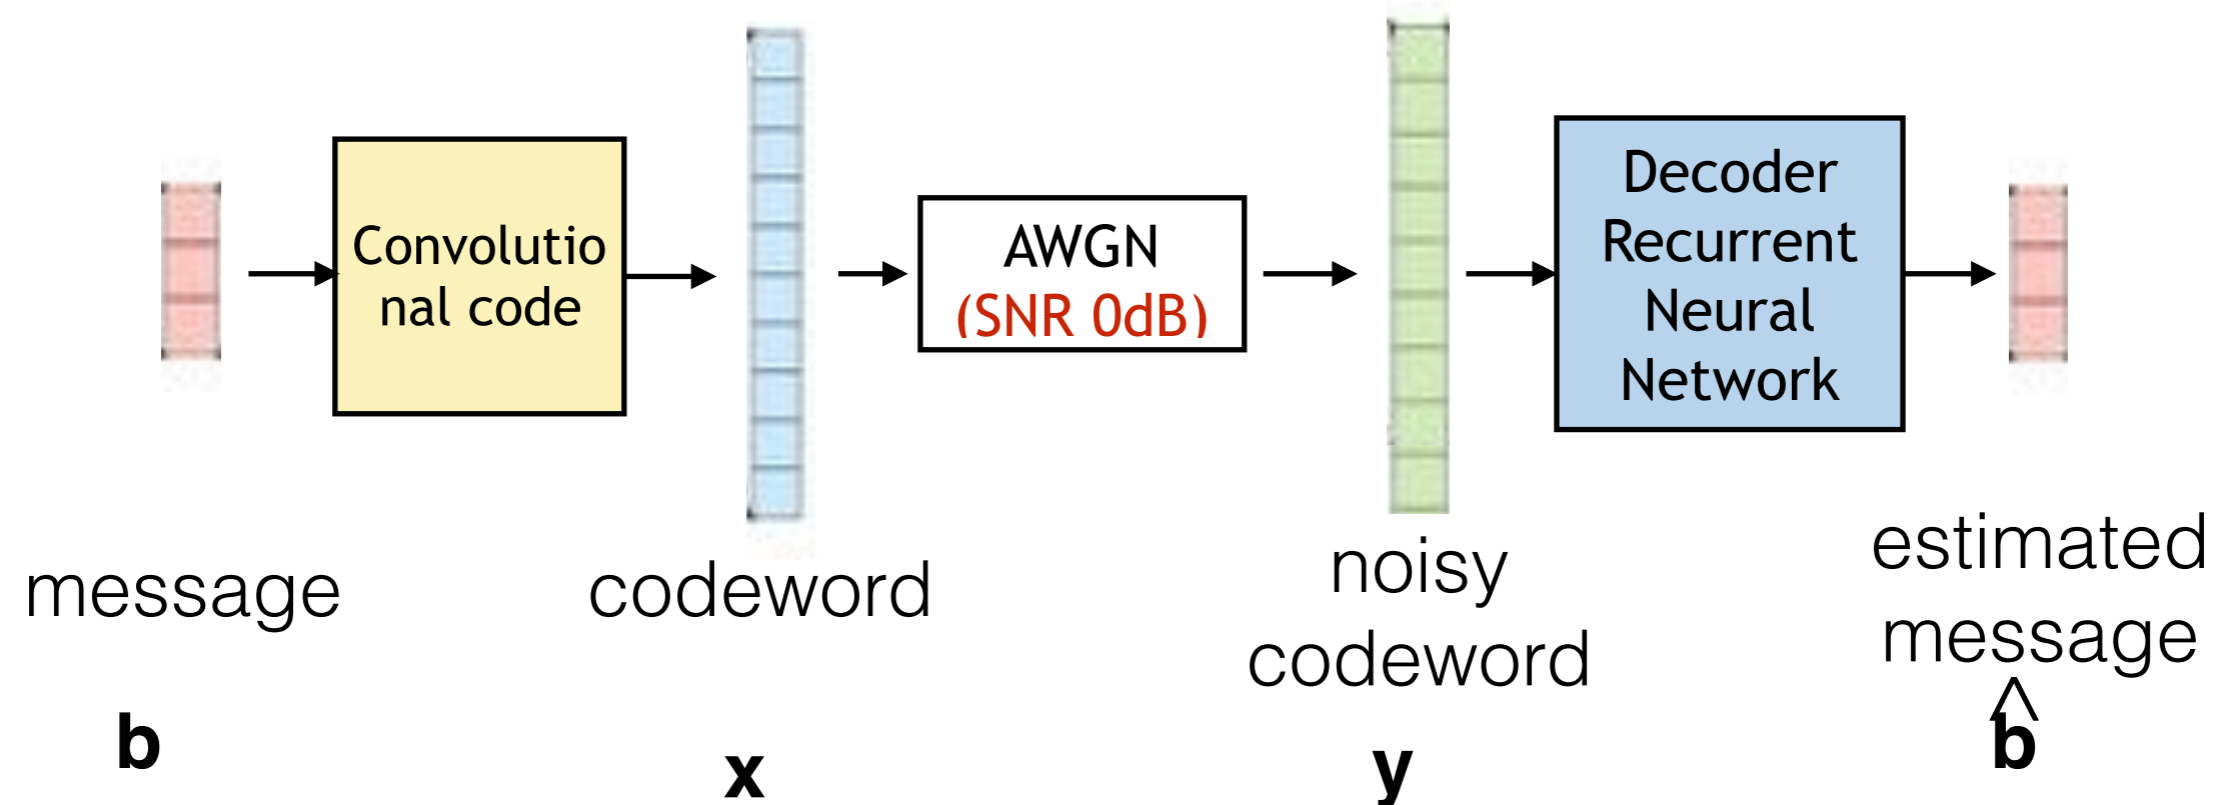 Convolutio
nal code
AWGN
(SNR 0dB)
Decoder
Recurrent
Neural
Network
message
codeword
noisy
codeword
estimated
message
b
x
y
^
b